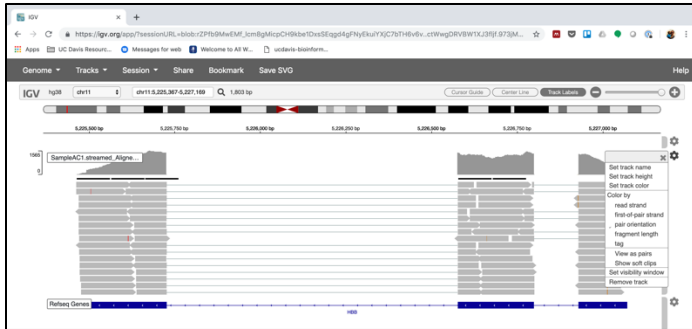 IGV
https://igv.org/app/?sessionURL=blob:rZPfb9MwEMf_
Apps
UC Davis Resourc...
Messages for web
Welcome to All W...
ucdavis-bioinform...
Genome Tracks Session Share Bookmark Save SVG Help
IGV hg38 chr11 chr11:5,225,367-5,227,169 1,803 bp Cursor Guide Center Line Track Labels
5,225,500 bp 5,225,750 bp 5,226,000 bp 5,226,250 bp 5,226,500 bp 5,226,750 bp 5,227,000 bp
1565
SampleAC1.streamed_Aligne...
0
Set track name
Set track height
Set track color
Color by
read strand
first-of-pair strand
pair orientation
fragment length
tag
View as pairs
Show soft clips
Set visibility window
Remove track
Refseq Genes
HBB